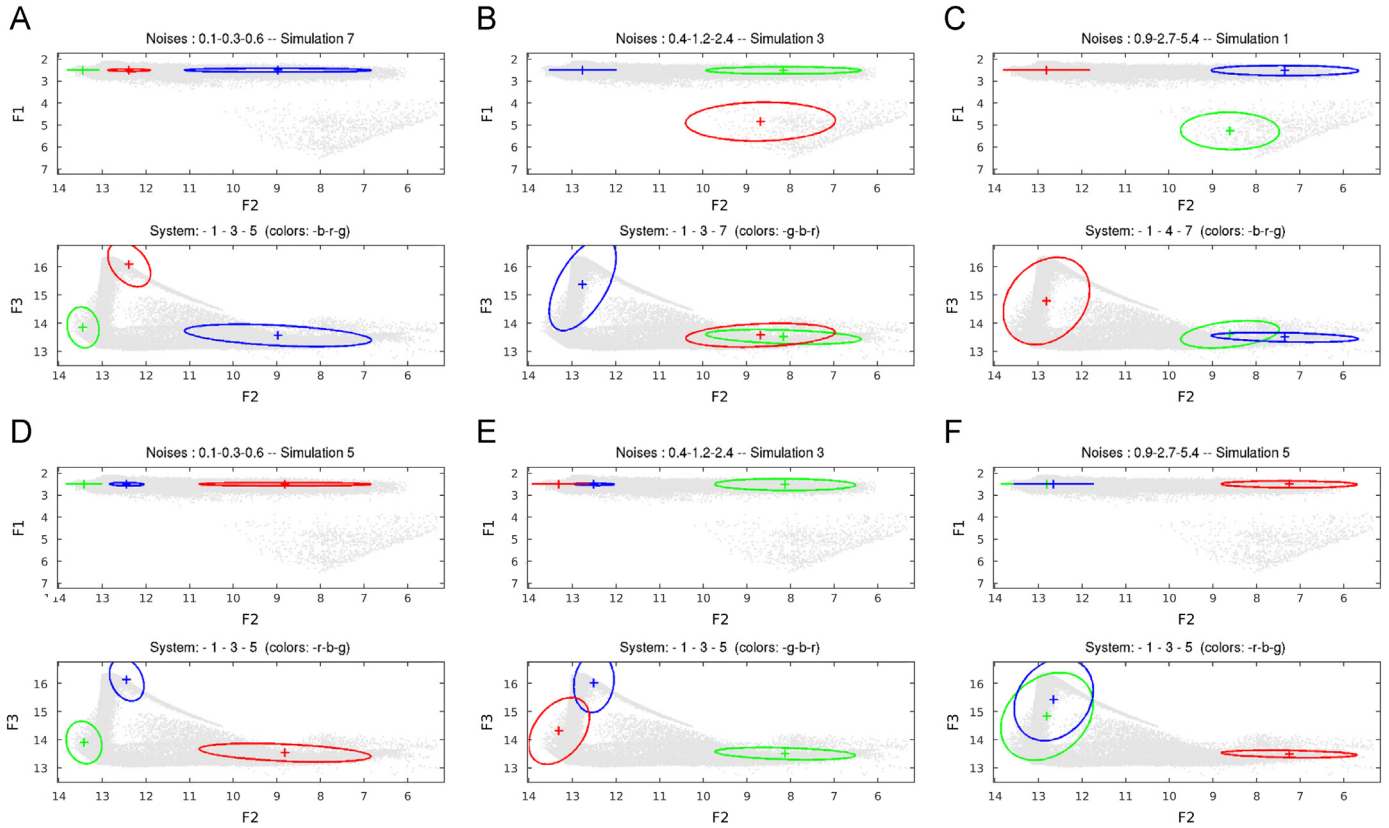 A B C
Noises : 0.1-0.3-0.6 -- Simulation 7 Noises : 0.4-1.2-2.4 -- Simulation 3 Noises : 0.9-2.7-5.4 -- Simulation 1
2 2 2
3 3 3
4 4 4
5 5 5
6 6 6
7 7 7
F1 F1 F1
14 13 12 11 10 9 8 7 6 14 13 12 11 10 9 8 7 6 14 13 12 11 10 9 8 7 6
F2 F2 F2
System: - 1 - 3 - 5 (colors: -b-r-g) System: - 1 - 3 - 7 (colors: -g-b-r) System: - 1 - 4 - 7 (colors: -b-r-g)
16 16 16
15 15 15
14 14 14
13 13 13
F3 F3 F3
14 13 12 11 10 9 8 7 6 14 13 12 11 10 9 8 7 6 14 13 12 11 10 9 8 7 6
F2 F2 F2
D E F
Noises : 0.1-0.3-0.6 -- Simulation 5 Noises : 0.4-1.2-2.4 -- Simulation 3 Noises : 0.9-2.7-5.4 -- Simulation 5
2 2 2
3 3 3
4 4 4
5 5 5
6 6 6
7 7 7
F1 F1 F1
14 13 12 11 10 9 8 7 6 14 13 12 11 10 9 8 7 6 14 13 12 11 10 9 8 7 6
F2 F2 F2
System: - 1 - 3 - 5 (colors: -r-b-g) System: - 1 - 3 - 5 (colors: -g-b-r) System: - 1 - 3 - 5 (colors: -r-b-g)
16 16 16
15 15 15
14 14 14
13 13 13
F3 F3 F3
14 13 12 11 10 9 8 7 6 14 13 12 11 10 9 8 7 6 14 13 12 11 10 9 8 7 6
F2 F2 F2